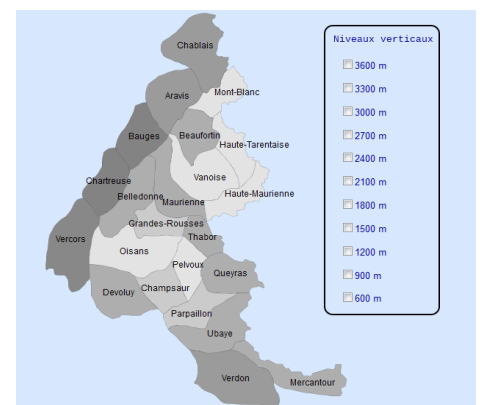 Chablais
Mont-Blanc
Aravis
Bauges
Beaufortin
Haute-Tarentaise
Vanoise
Chartreuse
Belledonne
Haute-Maurienne
Maurienne
Grandes-Rousses
Vercors
Thabor
Oisans
Pelvoux
Queyras
Devoluy
Champsaur
Parpaillon
Ubaye
Verdon
Mercantour
Niveaux verticaux
3600 m
3300 m
3000 m
2700 m
2400 m
2100 m
1800 m
1500 m
1200 m
900 m
600 m